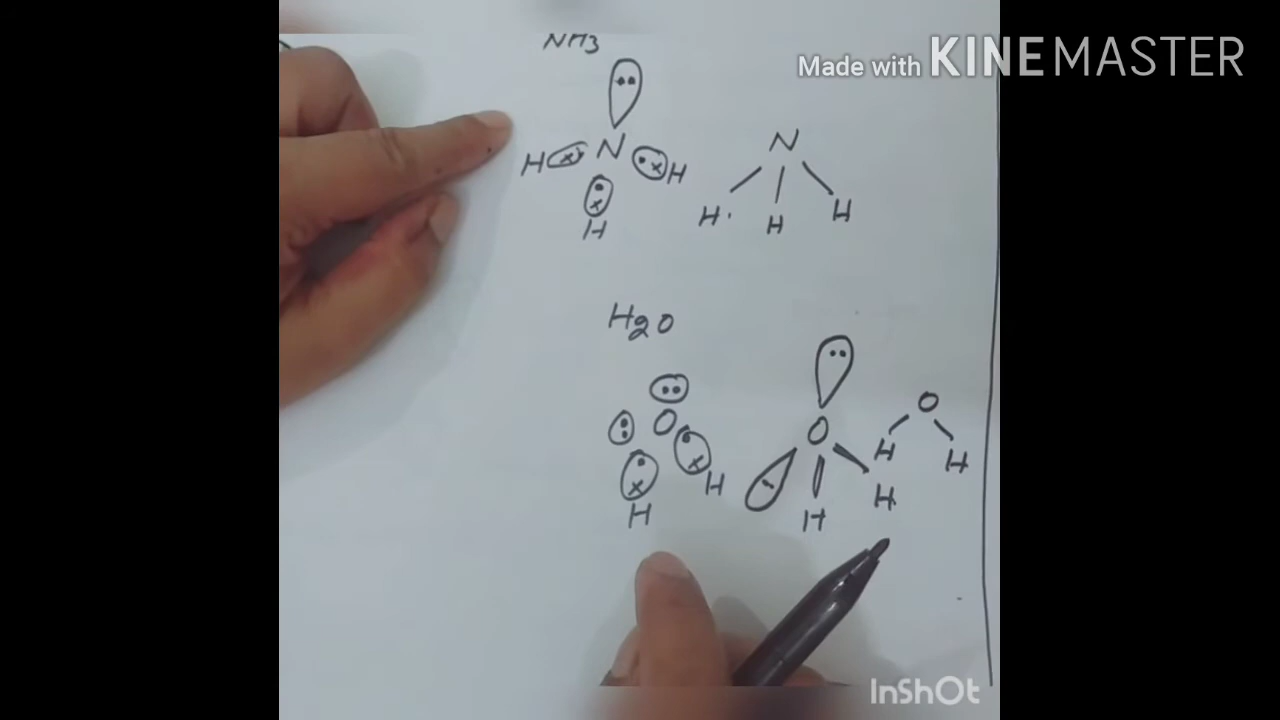 NH3
Made with KINEMASTER
N
H N H
H
H H H
H2O
O O O
H H
H H
H H
InShOt